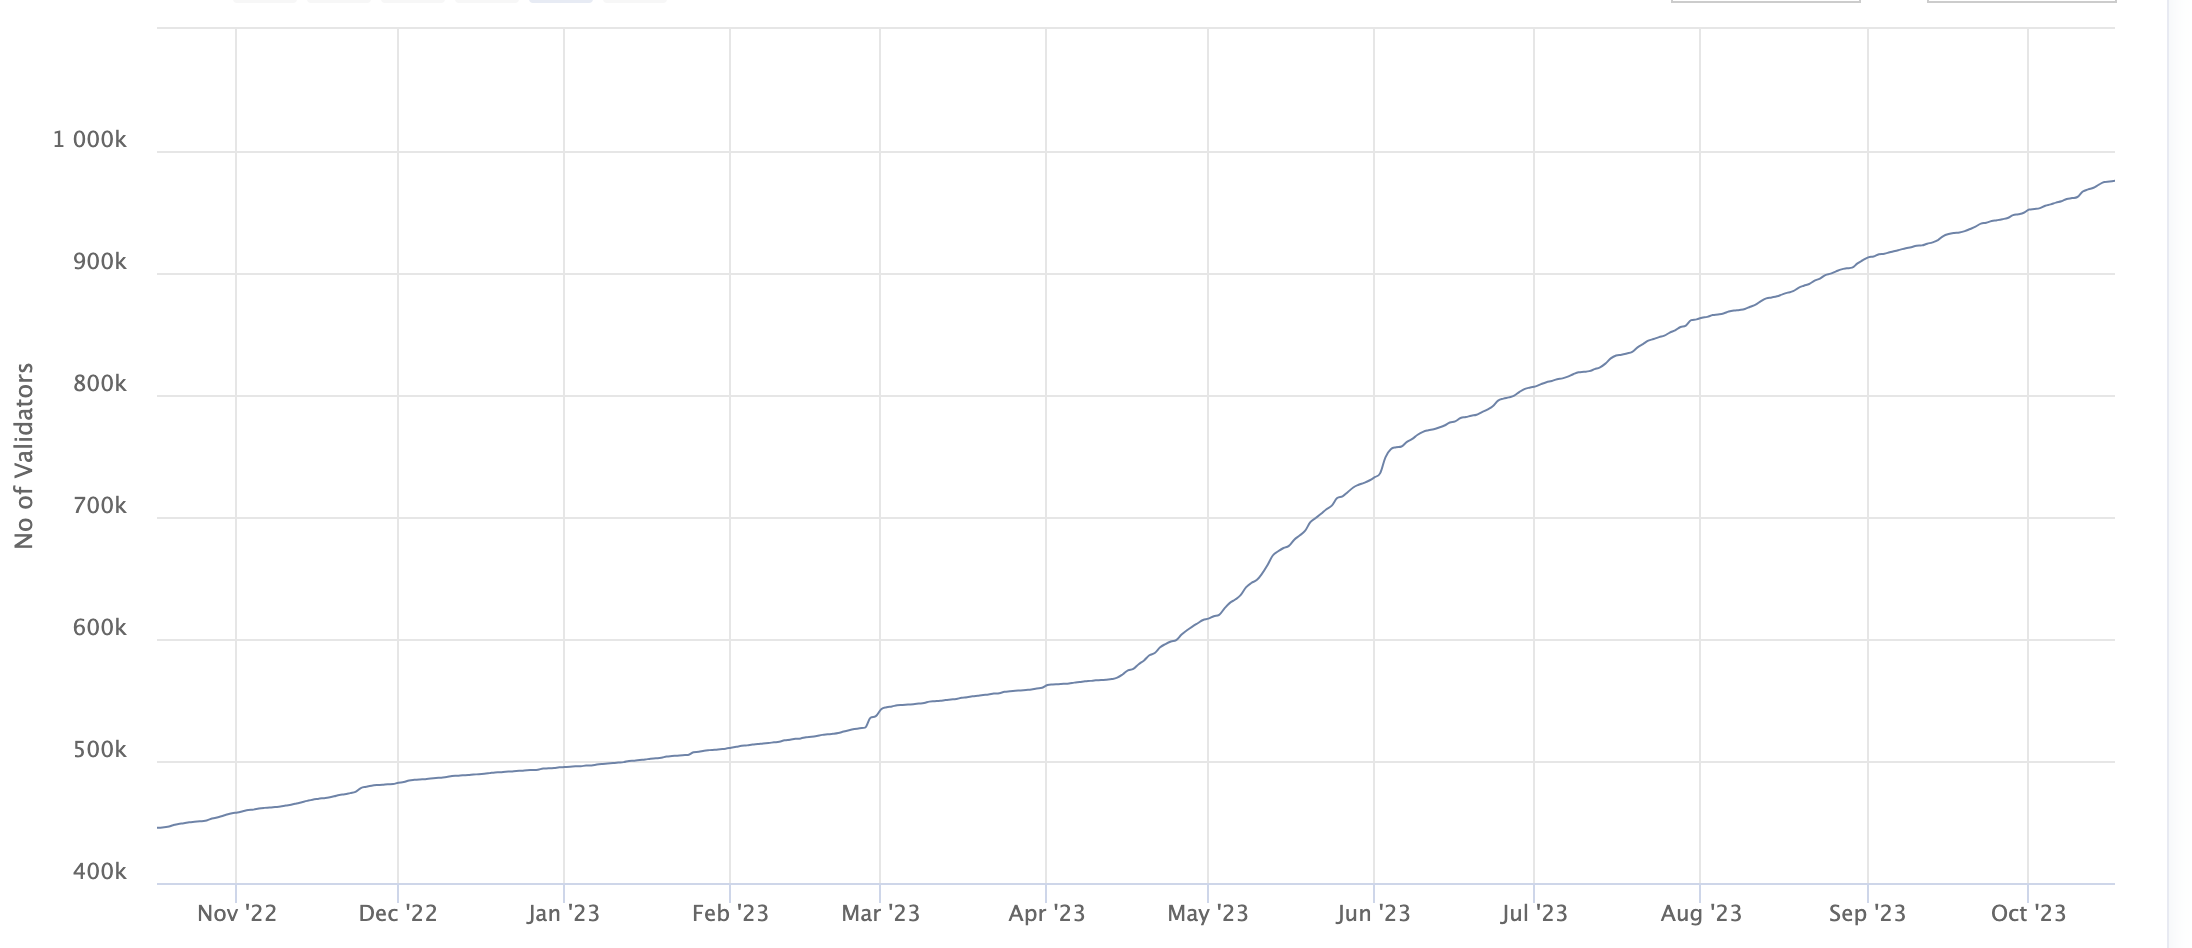 1 000k
900k
800k
700k
600k
500k
400k
No of Validators
Nov '22
Dec '22
Jan '23
Feb '23
Mar '23
Apr '23
May '23
Jun '23
Jul '23
Aug '23
Sep '23
Oct '23